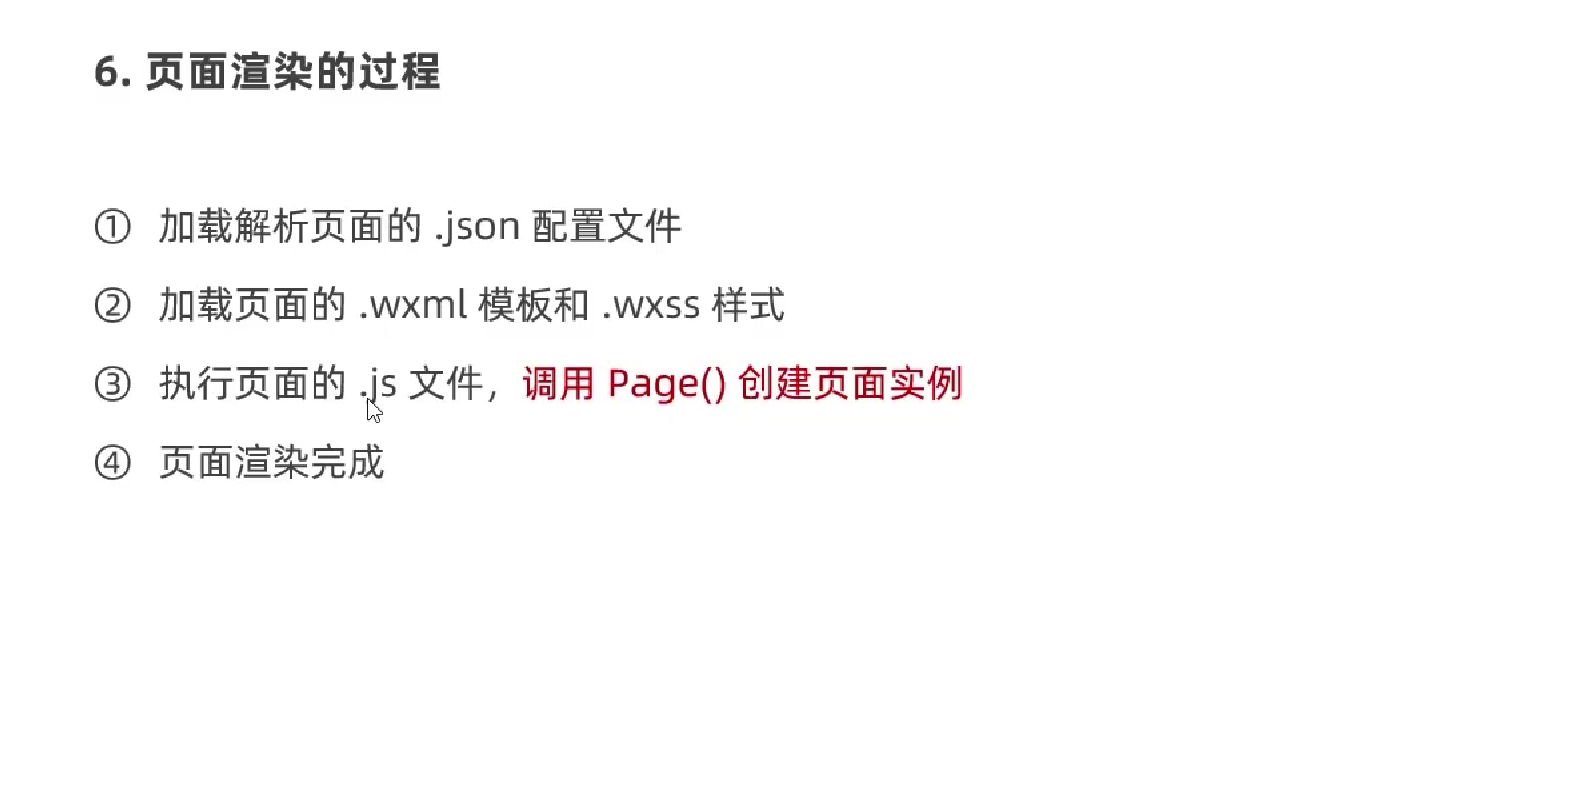 6. 页面渲染的过程
① 加载解析页面的 .json 配置文件
② 加载页面的 .wxml 模板和 .wxss 样式
③ 执行页面的 .js 文件，调用 Page() 创建页面实例
④ 页面渲染完成